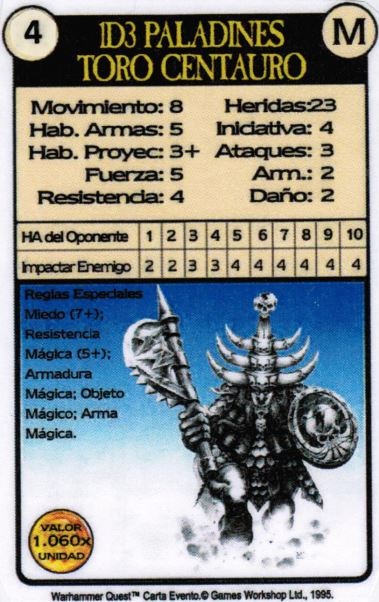 4
1D3 PALADINES
TORO CENTAURO
M
Movimiento: 8 Heridas:23
Hab. Armas: 5 Iniciativa: 4
Hab. Proyec: 3+ Ataques: 3
Fuerza: 5 Arm.: 2
Resistencia: 4 Daño: 2
HA del Oponente 1 2 3 4 5 6 7 8 9 10
Impactar Enemigo 2 2 3 3 4 4 4 4 4 4
Reglas Especiales
Miedo (7+);
Resistencia
Mágica (5+);
Armadura
Mágica; Objeto
Mágico; Arma
Mágica.
VALOR
1.060x
UNIDAD
Warhammer Quest™ Carta Evento.© Games Workshop Ltd., 1995.